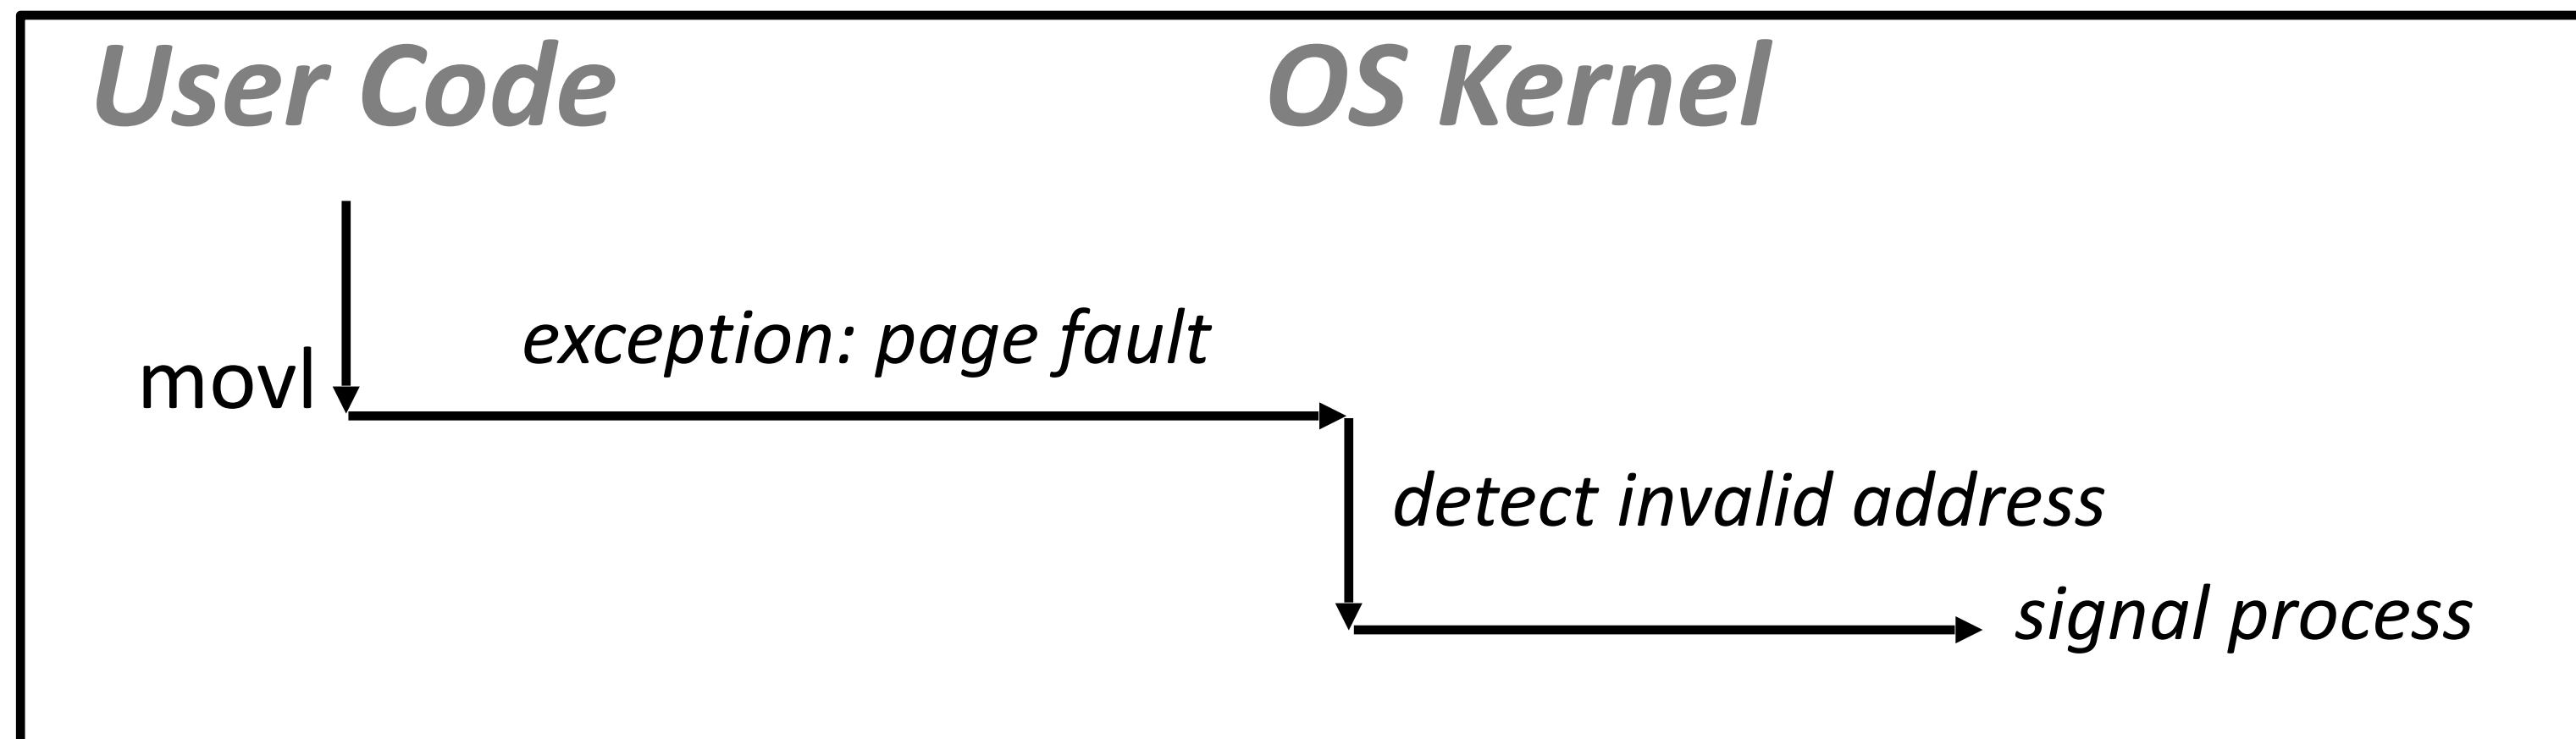 User Code
OS Kernel
exception: page fault
movl
detect invalid address
signal process